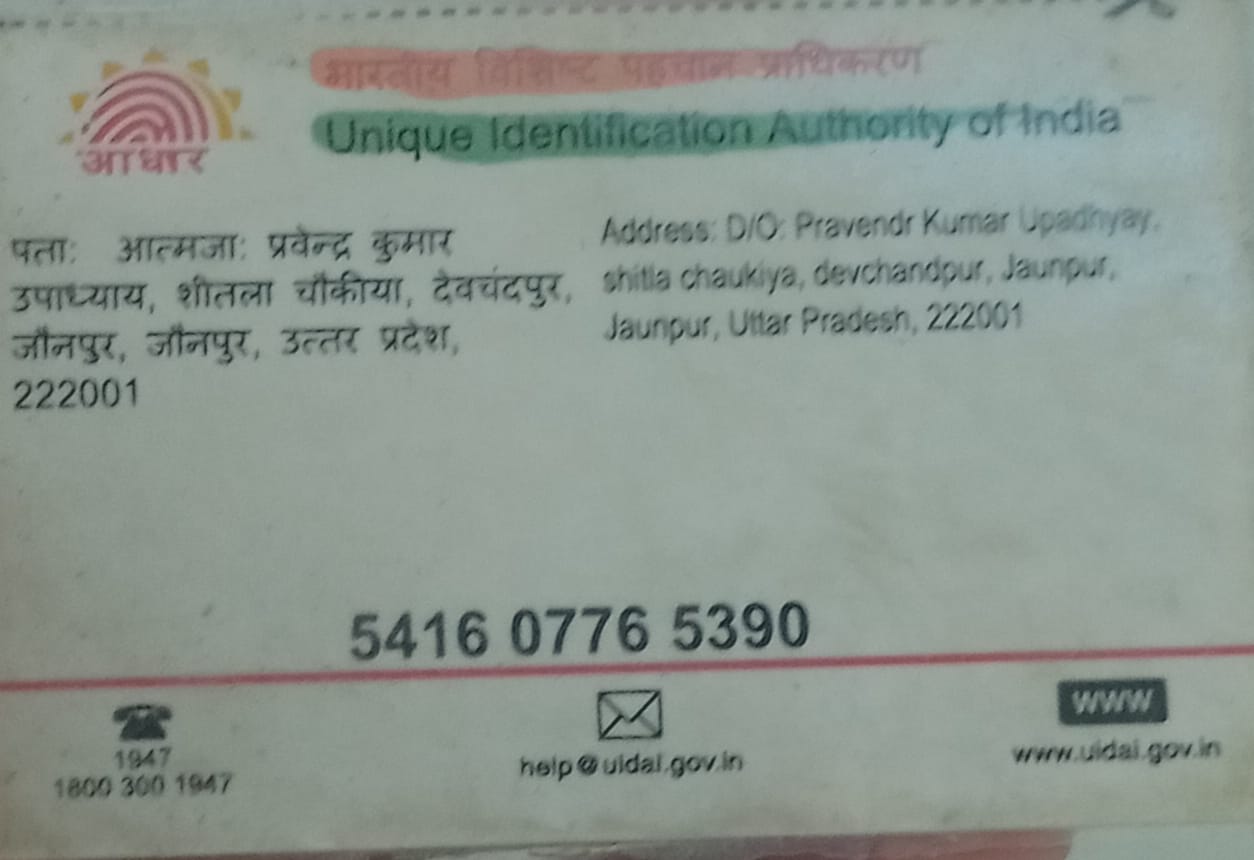 भारतीय विशिष्ट पहचान प्राधिकरण
Unique Identification Authority of India
आधार
पता: आत्मजा: प्रवेन्द्र कुमार
उपाध्याय, शीतला चौकीया, देवचंदपुर,
जौनपुर, जौनपुर, उत्तर प्रदेश,
222001
Address: D/O: Pravendr Kumar Upadhyay,
shitla chaukiya, devchandpur, Jaunpur,
Jaunpur, Uttar Pradesh, 222001
5416 0776 5390
1947
1800 300 1947
help@uidai.gov.in
www
www.uidai.gov.in